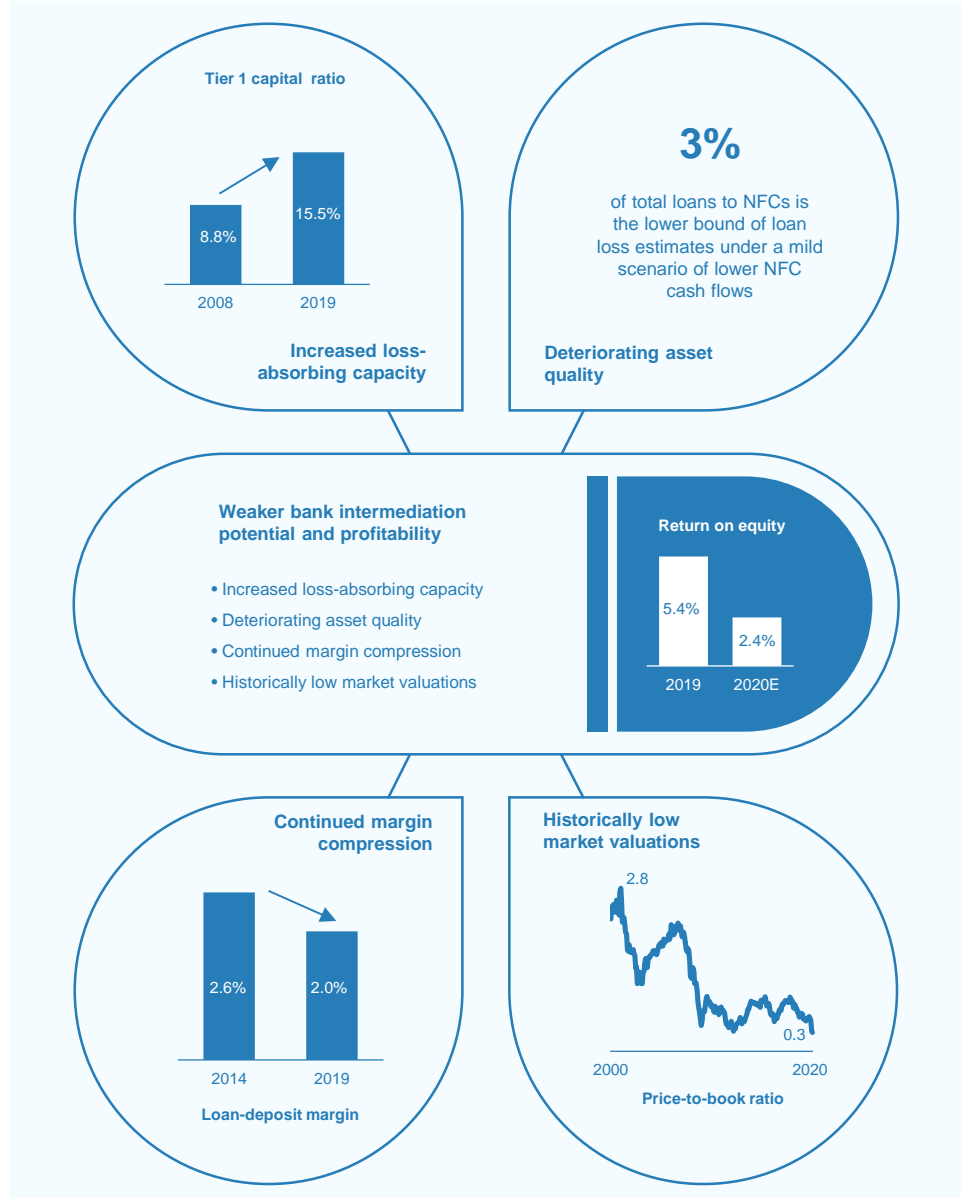 Tier 1 capital ratio
8.8%
15.5%
2008
2019
Increased loss-
absorbing capacity
3%
of total loans to NFCs is
the lower bound of loan
loss estimates under a mild
scenario of lower NFC
cash flows
Deteriorating asset
quality
Weaker bank intermediation
potential and profitability
• Increased loss-absorbing capacity
• Deteriorating asset quality
• Continued margin compression
• Historically low market valuations
Return on equity
5.4%
2.4%
2019
2020E
Continued margin
compression
2.6%
2.0%
2014
2019
Loan-deposit margin
Historically low
market valuations
2.8
0.3
2000
2020
Price-to-book ratio